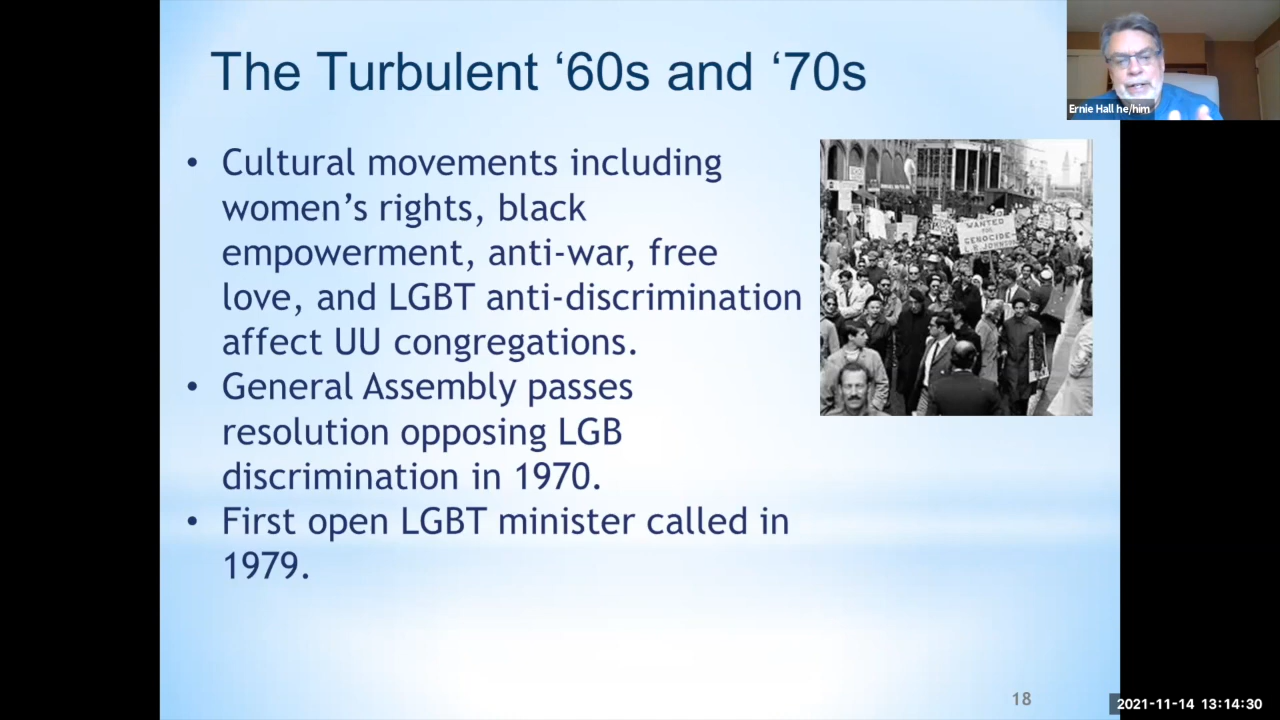 The Turbulent ‘60s and ‘70s
Ernie Hall he/him
• Cultural movements including
women’s rights, black
empowerment, anti-war, free
love, and LGBT anti-discrimination
affect UU congregations.
• General Assembly passes
resolution opposing LGB
discrimination in 1970.
• First open LGBT minister called in
1979.
WANTED
FOR
GENOCIDE
L.B. JOHNSON
18
2021-11-14 13:14:30